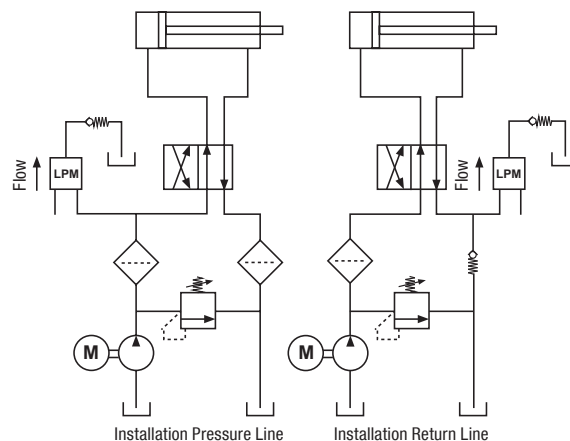 Flow
LPM
Flow
LPM
M
M
Installation Pressure Line
Installation Return Line